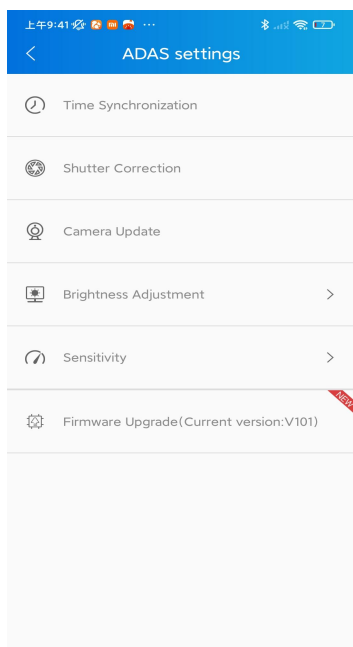 上午9:41
7
ADAS settings
Time Synchronization
Shutter Correction
Camera Update
Brightness Adjustment
Sensitivity
NEW
Firmware Upgrade(Current version:V101)